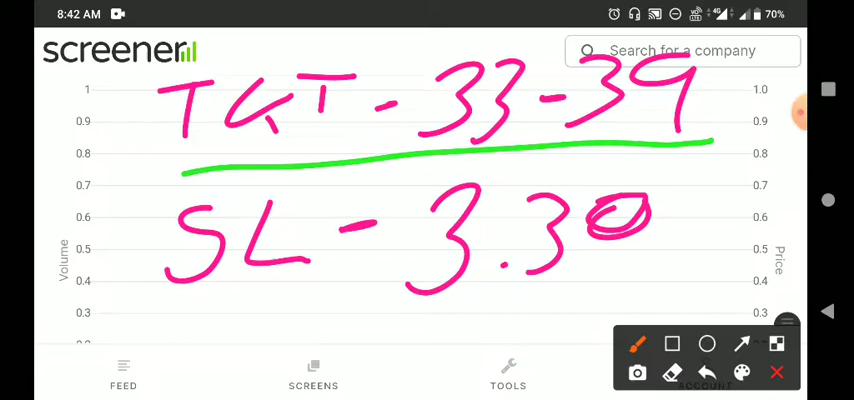 8:42 AM 4G 70%
screener Search for a company
TGT - 33 - 39
SL - 3.30
1 1.0
0.9 0.9
0.8 0.8
0.7 0.7
0.6 0.6
0.5 0.5
0.4 0.4
0.3 0.3
Volume
Price
FEED SCREENS TOOLS ACCOUNT